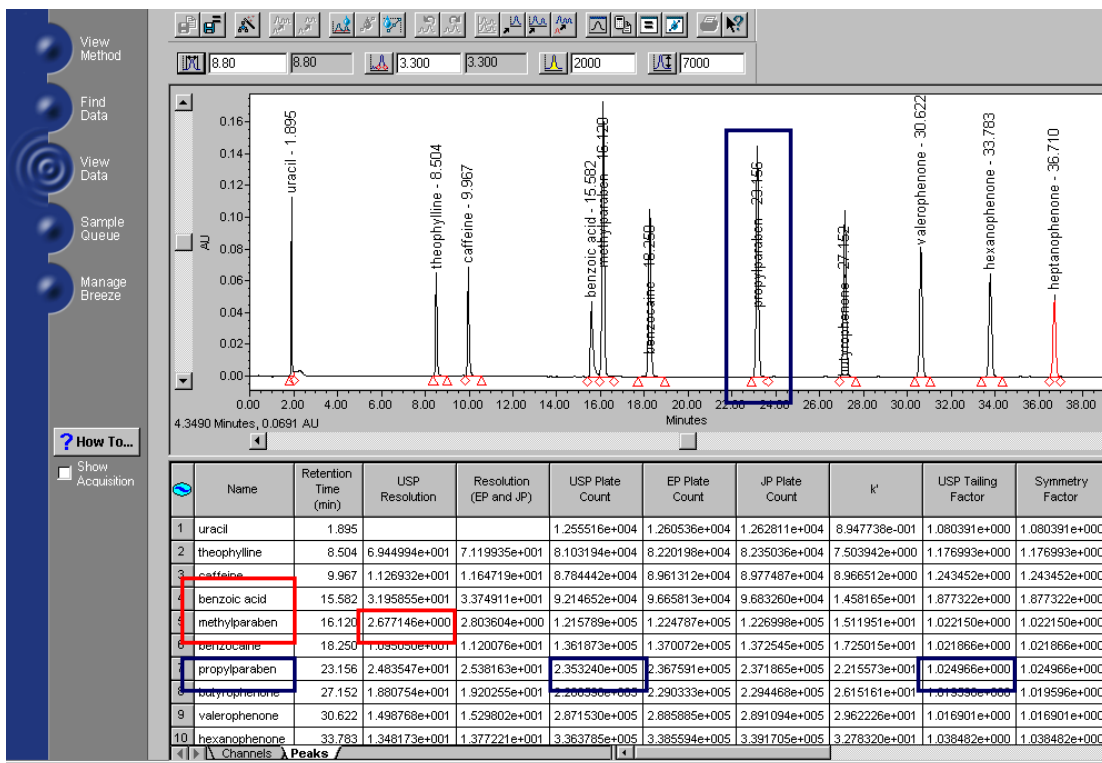 View
Method
Find
Data
View
Data
Sample
Queue
Manage
Breeze
? How To...
Show
Acquisition
8.80 8.80 3.300 3.300 2000 7000
0.16
0.14
0.12
0.10
0.08
0.06
0.04
0.02
0.00
AU
uracil - 1.895
theophylline - 8.504
caffeine - 9.967
benzoic acid - 15.582
methylparaben - 16.120
benzocaine - 18.250
propylparaben - 23.156
butyrophenone - 27.152
valerophenone - 30.622
hexanophenone - 33.783
heptanophenone - 36.710
0.00 2.00 4.00 6.00 8.00 10.00 12.00 14.00 16.00 18.00 20.00 22.00 24.00 26.00 28.00 30.00 32.00 34.00 36.00 38.00
Minutes
4.3490 Minutes, 0.0691 AU
Name Retention Time (min) USP Resolution Resolution (EP and JP) USP Plate Count EP Plate Count JP Plate Count k' USP Tailing Factor Symmetry Factor
1 uracil 1.895 1.255516e+004 1.260536e+004 1.262811e+004 8.947738e-001 1.080391e+000 1.080391e+000
2 theophylline 8.504 6.944994e+001 7.119935e+001 8.103194e+004 8.220198e+004 8.235036e+004 7.503942e+000 1.176993e+000 1.176993e+000
3 caffeine 9.967 1.126932e+001 1.164719e+001 8.784442e+004 8.961312e+004 8.977487e+004 8.966512e+000 1.243452e+000 1.243452e+000
4 benzoic acid 15.582 3.195855e+001 3.374911e+001 9.214652e+004 9.665813e+004 9.683260e+004 1.458165e+001 1.877322e+000 1.877322e+000
5 methylparaben 16.120 2.677146e+000 2.803604e+000 1.215789e+005 1.224787e+005 1.226998e+005 1.511951e+001 1.022150e+000 1.022150e+000
6 benzocaine 18.250 1.095050e+001 1.120076e+001 1.361873e+005 1.370072e+005 1.372545e+005 1.725015e+001 1.021866e+000 1.021866e+000
7 propylparaben 23.156 2.483547e+001 2.538163e+001 2.353240e+005 2.367591e+005 2.371865e+005 2.215573e+001 1.024966e+000 1.024966e+000
8 butyrophenone 27.152 1.880754e+001 1.920255e+001 2.290333e+005 2.294468e+005 2.615161e+001 1.019596e+000 1.019596e+000
9 valerophenone 30.622 1.498768e+001 1.529802e+001 2.871530e+005 2.885885e+005 2.891094e+005 2.962226e+001 1.016901e+000 1.016901e+000
10 hexanophenone 33.783 1.348173e+001 1.377221e+001 3.363785e+005 3.385594e+005 3.391705e+005 3.278320e+001 1.038482e+000 1.038482e+000
Channels Peaks